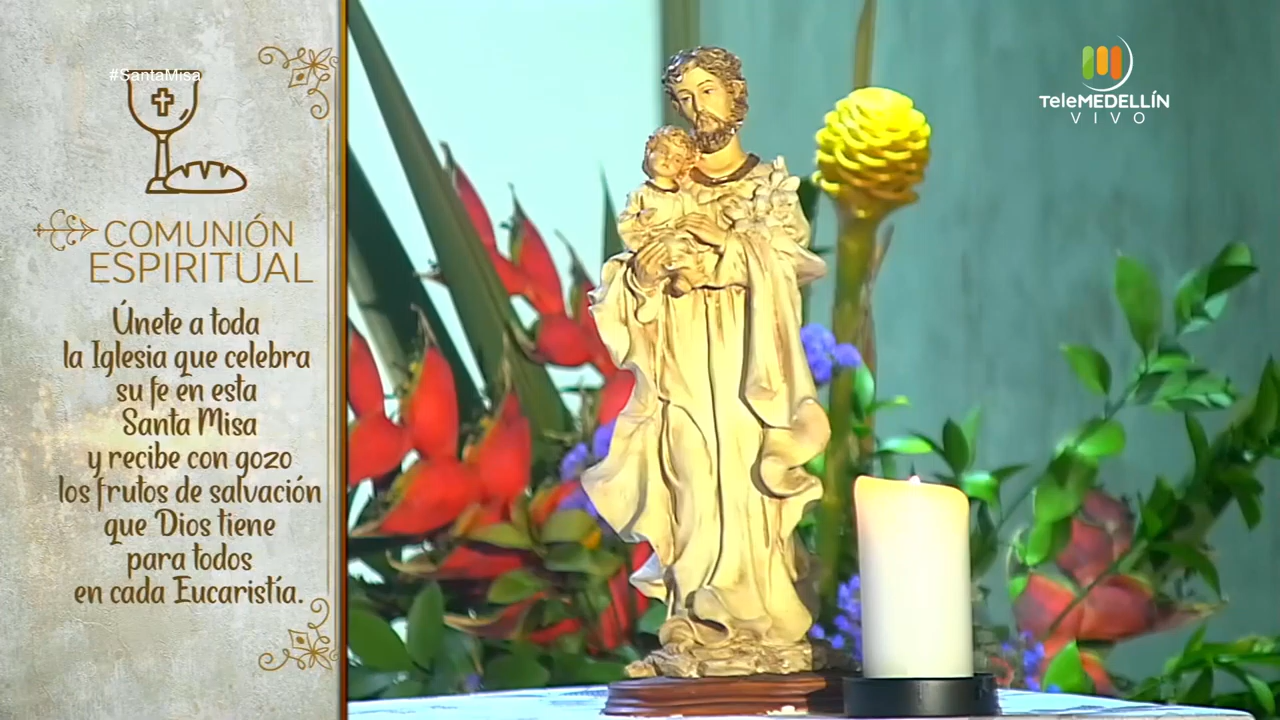 #SantaMisa
COMUNIÓN
ESPIRITUAL
Únete a toda
la Iglesia que celebra
su fe en esta
Santa Misa
y recibe con gozo
los frutos de salvación
que Dios tiene
para todos
en cada Eucaristía.
TeleMEDELLÍN
VIVO